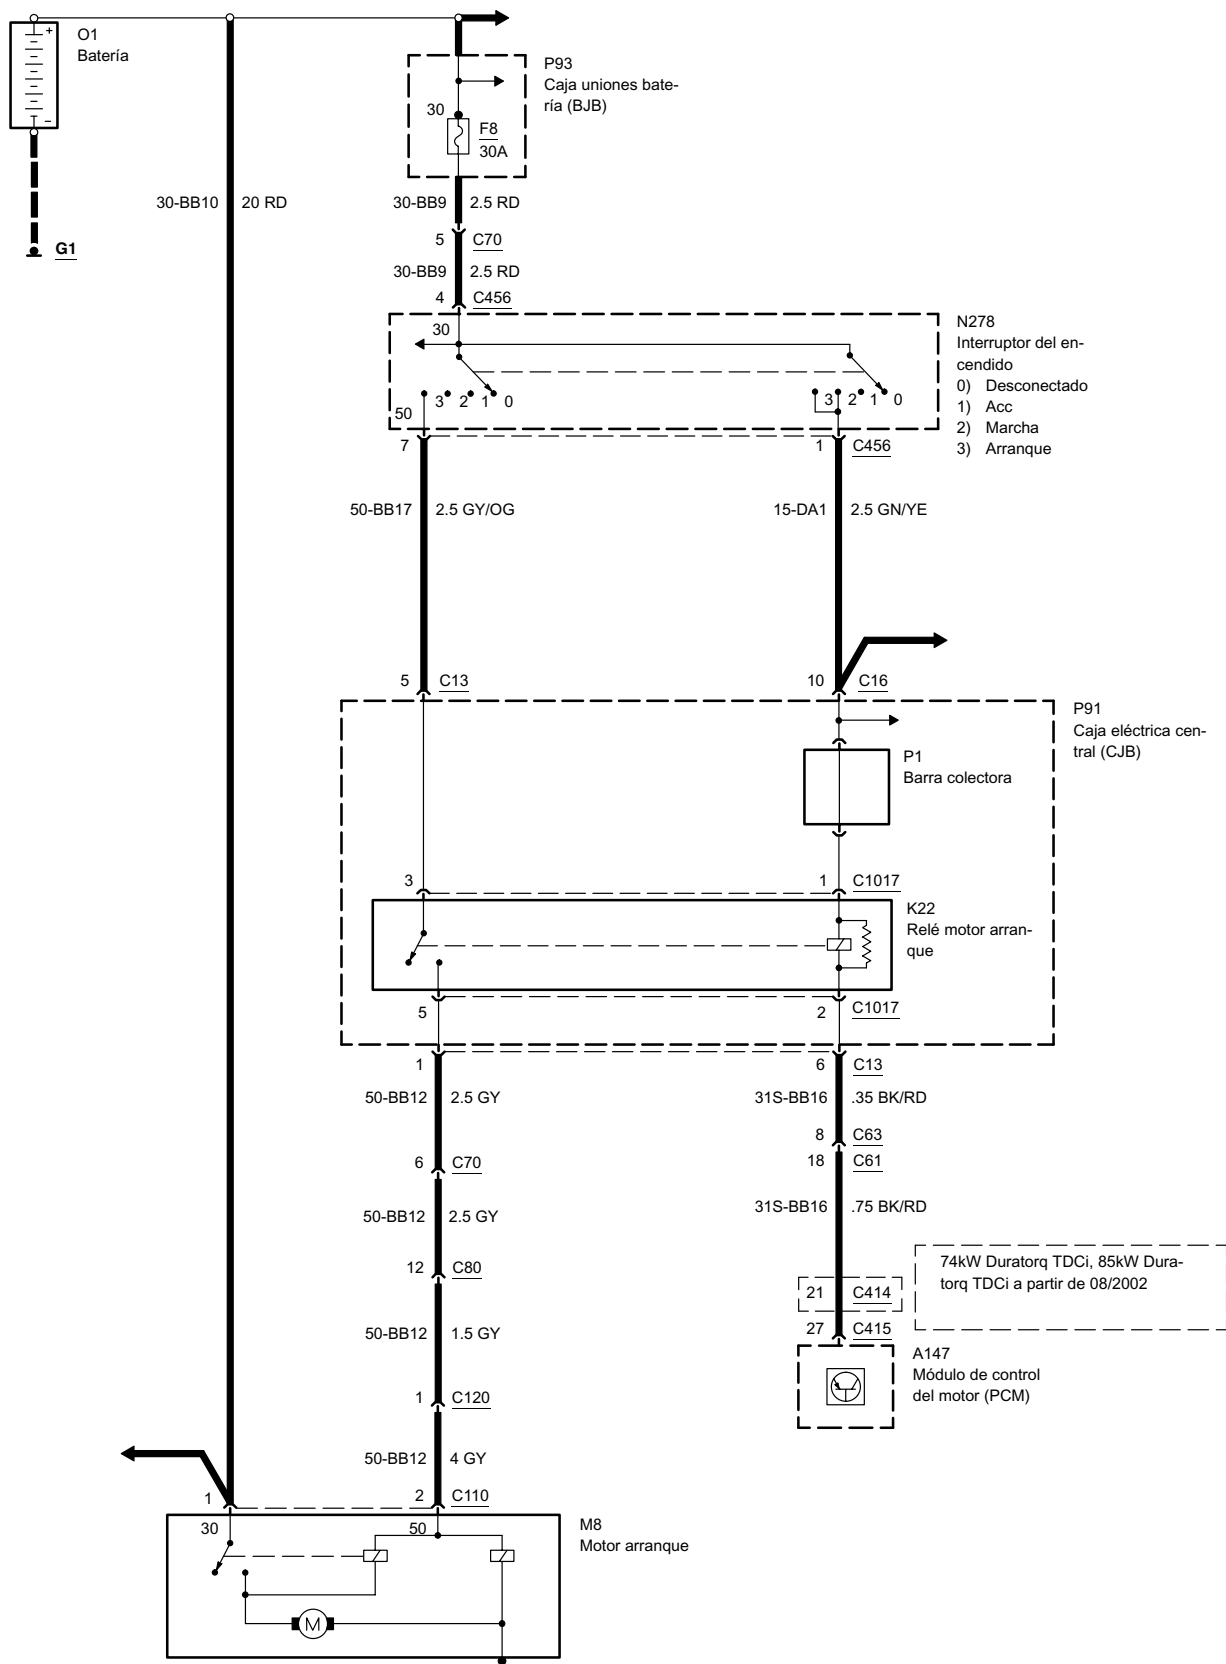 +
O1
Batería
−
G1
P93
Caja uniones bate-
ría (BJB)
30
F8
30A
30-BB10 20 RD
30-BB9 2.5 RD
5 C70
30-BB9 2.5 RD
4 C456
30
N278
Interruptor del en-
cendido
0) Desconectado
1) Acc
2) Marcha
3) Arranque
3 2 1 0
3 2 1 0
50
7
1 C456
50-BB17 2.5 GY/OG
15-DA1 2.5 GN/YE
5 C13
10 C16
P91
Caja eléctrica cen-
tral (CJB)
P1
Barra colectora
3
1 C1017
K22
Relé motor arran-
que
5
2 C1017
1
6 C13
50-BB12 2.5 GY
31S-BB16 .35 BK/RD
8 C63
6 C70
18 C61
50-BB12 2.5 GY
31S-BB16 .75 BK/RD
12 C80
74kW Duratorq TDCi, 85kW Dura-
torq TDCi a partir de 08/2002
21 C414
50-BB12 1.5 GY
27 C415
A147
Módulo de control
del motor (PCM)
1 C120
50-BB12 4 GY
1
2 C110
30
50
M8
Motor arranque
M